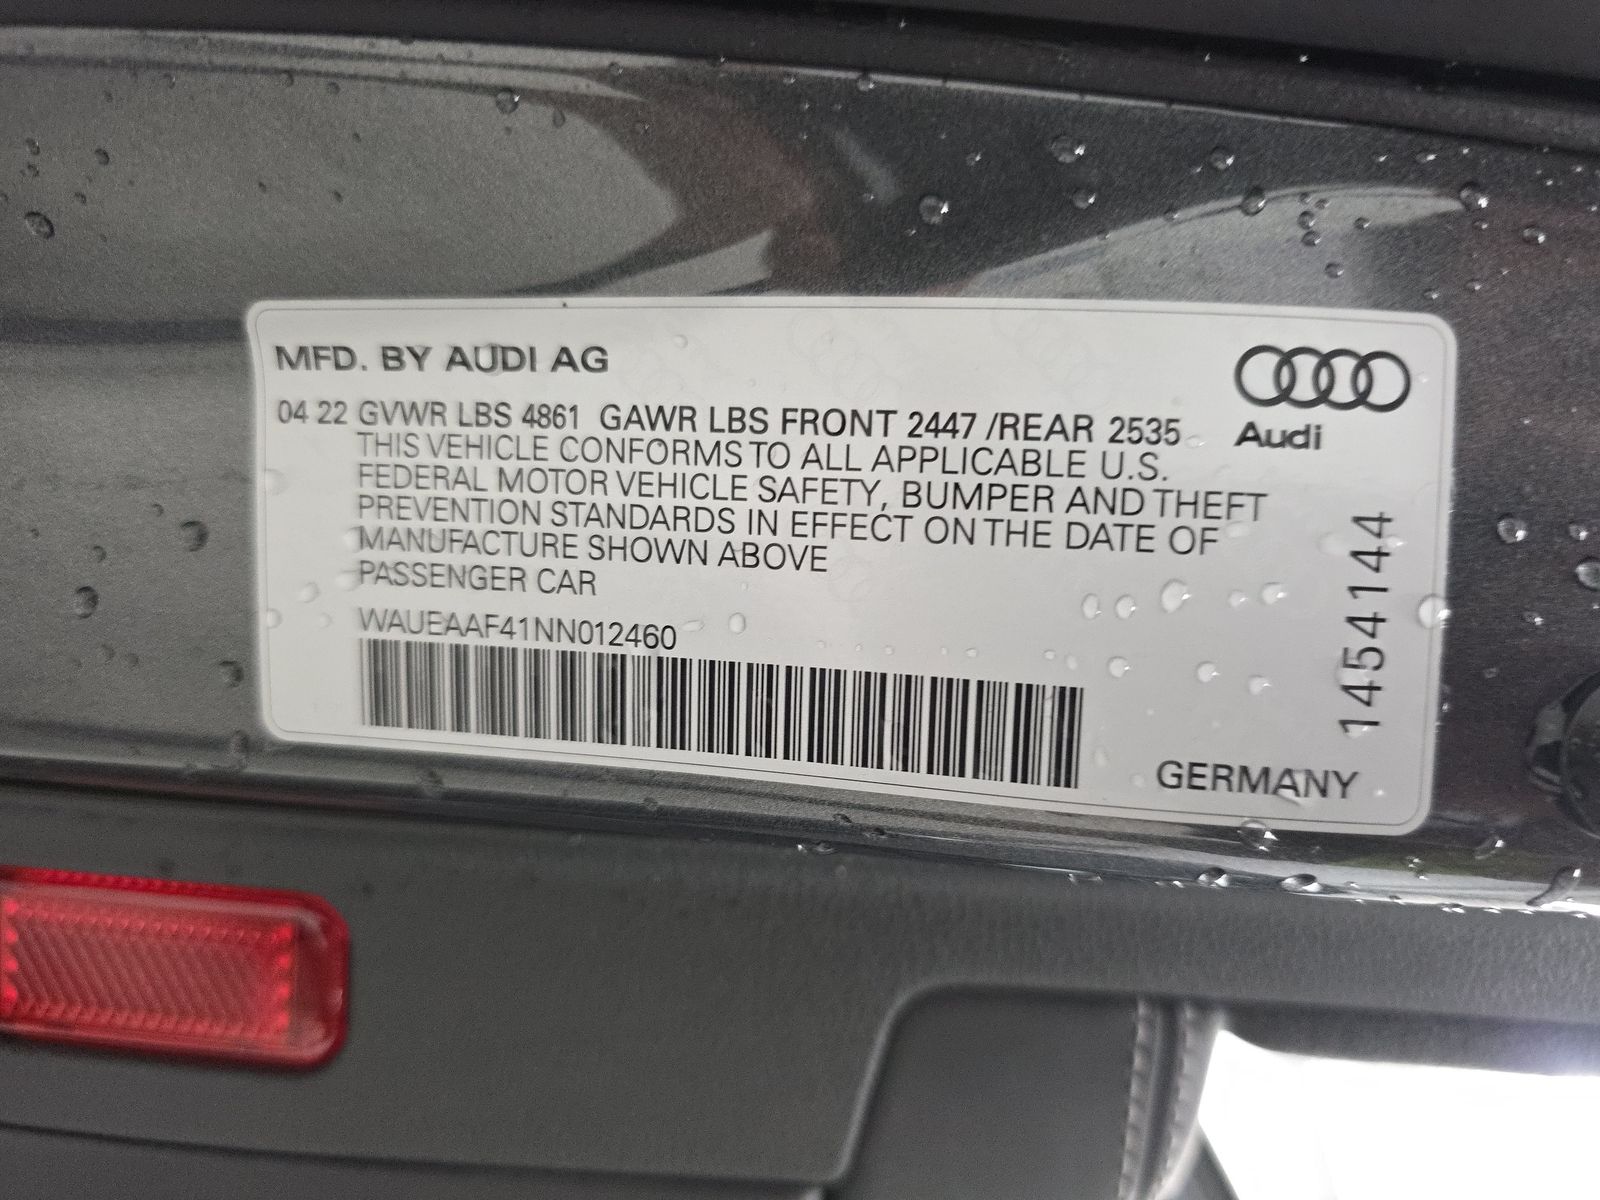 MFD. BY AUDI AG
04 22 GVWR LBS 4861 GAWR LBS FRONT 2447 /REAR 2535
THIS VEHICLE CONFORMS TO ALL APPLICABLE U.S.
FEDERAL MOTOR VEHICLE SAFETY, BUMPER AND THEFT
PREVENTION STANDARDS IN EFFECT ON THE DATE OF
MANUFACTURE SHOWN ABOVE
PASSENGER CAR
WAUEAAF41NN012460
Audi
1454144
GERMANY